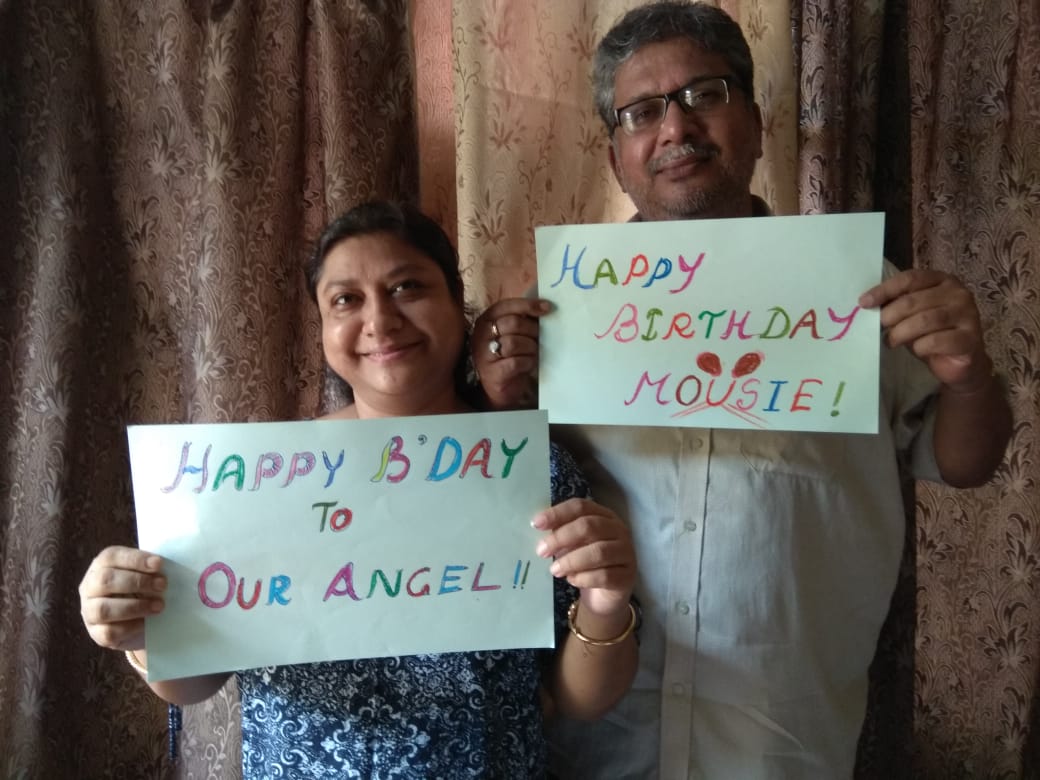 HAPPY B'DAY
TO
OUR ANGEL!!
HAPPY
BIRTHDAY
MOUSIE!